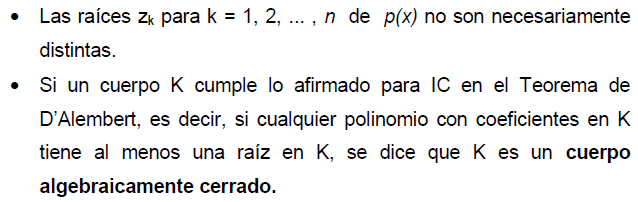 • Las raíces zk para k = 1, 2, ... , n de p(x) no son necesariamente
distintas.
• Si un cuerpo K cumple lo afirmado para IC en el Teorema de
D'Alembert, es decir, si cualquier polinomio con coeficientes en K
tiene al menos una raíz en K, se dice que K es un cuerpo
algebraicamente cerrado.